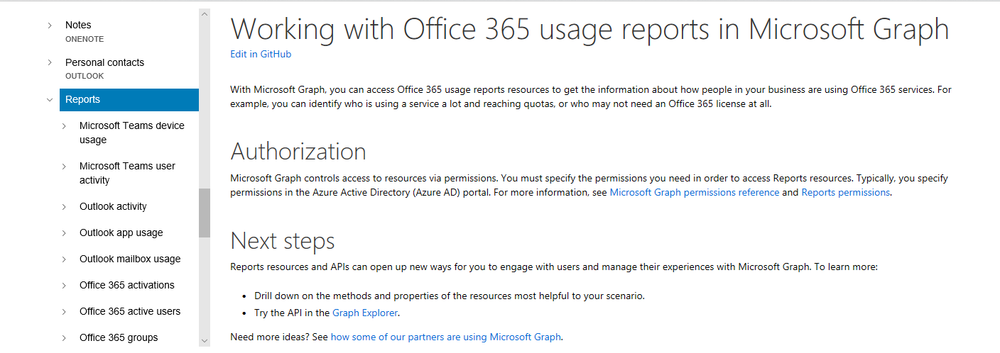 Notes
ONENOTE
Personal contacts
OUTLOOK
Reports
Microsoft Teams device
usage
Microsoft Teams user
activity
Outlook activity
Outlook app usage
Outlook mailbox usage
Office 365 activations
Office 365 active users
Office 365 groups
Working with Office 365 usage reports in Microsoft Graph
Edit in GitHub
With Microsoft Graph, you can access Office 365 usage reports resources to get the information about how people in your business are using Office 365 services. For
example, you can identify who is using a service a lot and reaching quotas, or who may not need an Office 365 license at all.
Authorization
Microsoft Graph controls access to resources via permissions. You must specify the permissions you need in order to access Reports resources. Typically, you specify
permissions in the Azure Active Directory (Azure AD) portal. For more information, see Microsoft Graph permissions reference and Reports permissions.
Next steps
Reports resources and APIs can open up new ways for you to engage with users and manage their experiences with Microsoft Graph. To learn more:
• Drill down on the methods and properties of the resources most helpful to your scenario.
• Try the API in the Graph Explorer.
Need more ideas? See how some of our partners are using Microsoft Graph.